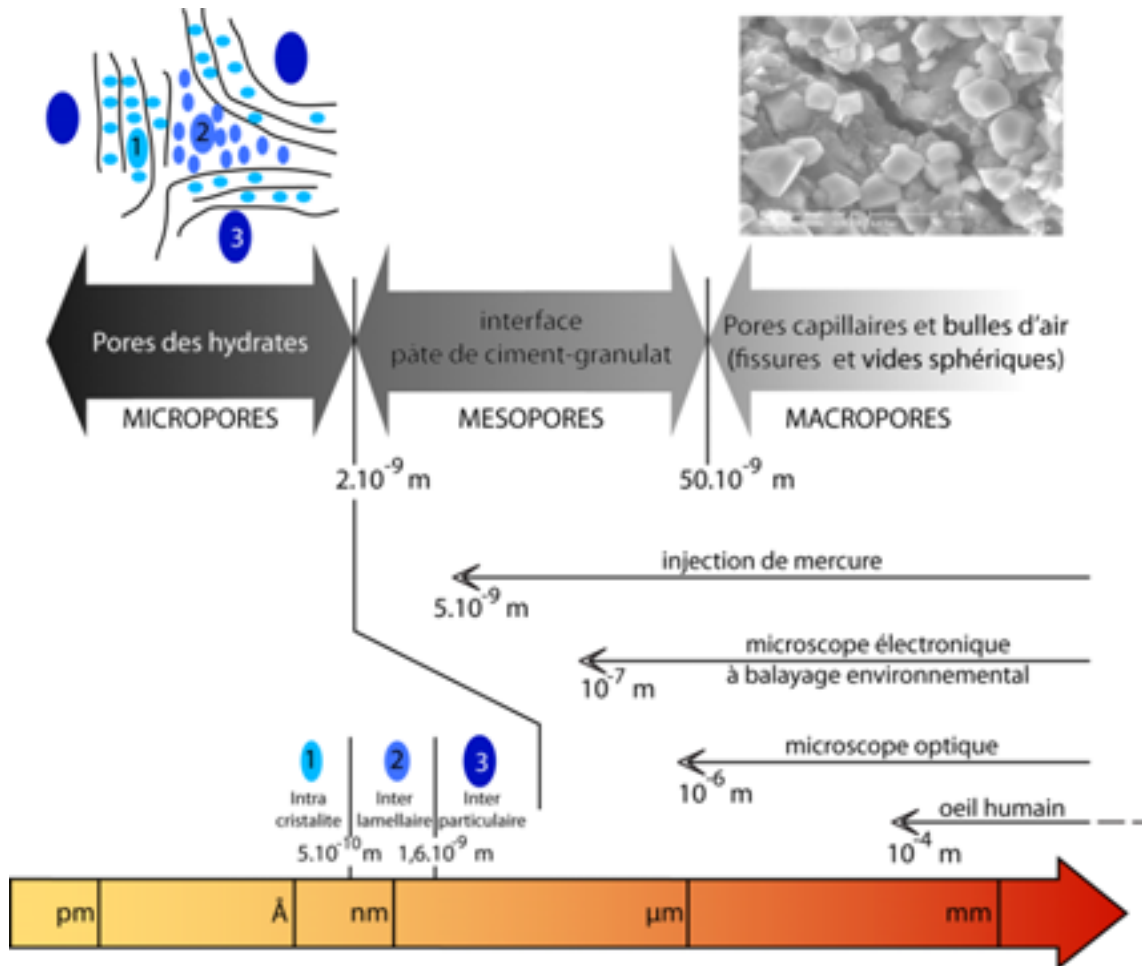 1
2
3
Pores des hydrates
interface
pàte de ciment-granulat
Pores capillaires et bulles d'air
(fissures et vides sphériques)
MICROPORES
MESOPORES
MACROPORES
2.10⁻⁹ m
50.10⁻⁹ m
injection de mercure
5.10⁻⁹ m
microscope électronique
à balayage environnemental
10⁻⁷ m
microscope optique
10⁻⁶ m
oeil humain
10⁻⁴ m
1
2
3
Intra
cristalite
Inter
lamellaire
Inter
particulaire
5.10⁻¹⁰ m
1,6.10⁻⁹ m
pm
Å
nm
µm
mm